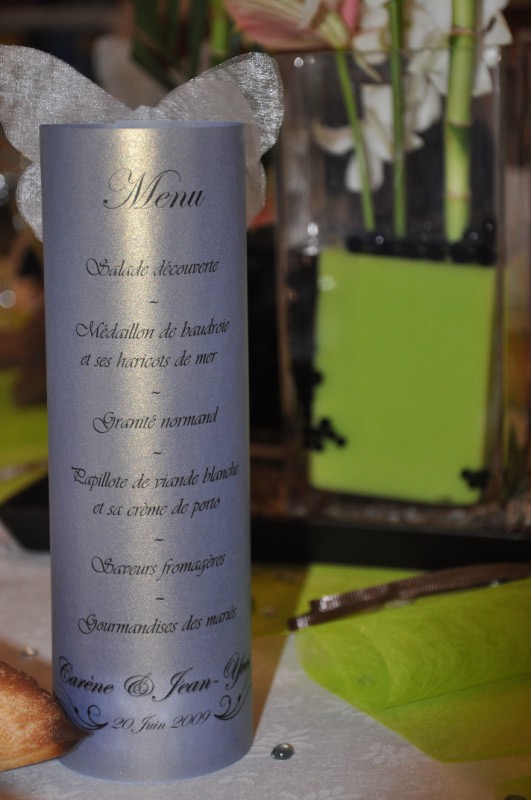 Menu
Salade découverte
~
Médaillon de baudroie
et ses haricots de mer
~
Granité normand
~
Papillote de viande blanche
et sa crème de porto
~
Saveurs fromagères
~
Gourmandises des mariés
Carène & Jean-Yves
20 Juin 2009